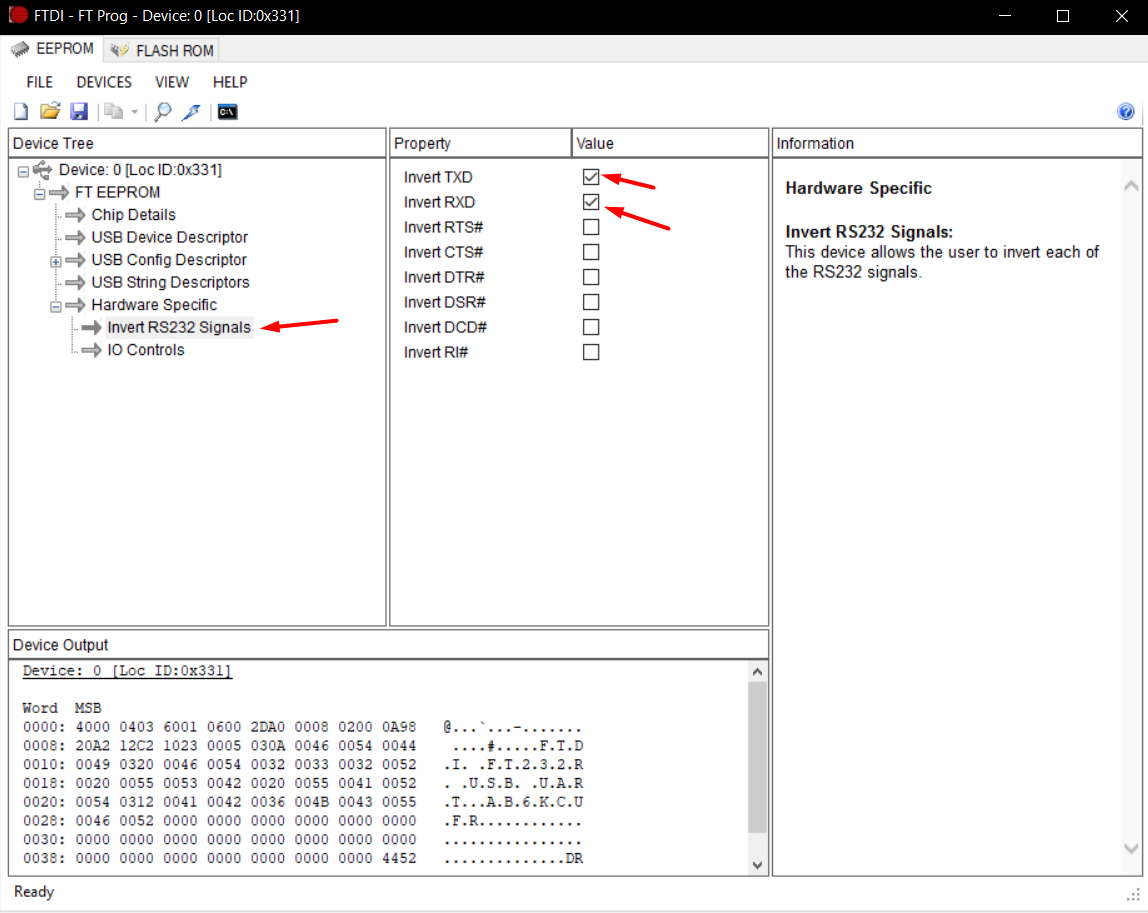 FTDI - FT Prog - Device: 0 [Loc ID:0x331]
EEPROM
FLASH ROM
FILE DEVICES VIEW HELP
C:\
?
Device Tree
Device: 0 [Loc ID:0x331]
FT EEPROM
Chip Details
USB Device Descriptor
USB Config Descriptor
USB String Descriptors
Hardware Specific
Invert RS232 Signals
IO Controls
Property Value
Invert TXD
Invert RXD
Invert RTS#
Invert CTS#
Invert DTR#
Invert DSR#
Invert DCD#
Invert RI#
Information
Hardware Specific
Invert RS232 Signals:
This device allows the user to invert each of
the RS232 signals.
Device Output
Device: 0 [Loc ID:0x331]
Word MSB
0000: 4000 0403 6001 0600 2DA0 0008 0200 0A98 @...`...-.......
0008: 20A2 12C2 1023 0005 030A 0046 0054 0044 ....#.....F.T.D
0010: 0049 0320 0046 0054 0032 0033 0032 0052 .I. .F.T.2.3.2.R
0018: 0020 0055 0053 0042 0020 0055 0041 0052 . .U.S.B. .U.A.R
0020: 0054 0312 0041 0042 0036 004B 0043 0055 .T...A.B.6.K.C.U
0028: 0046 0052 0000 0000 0000 0000 0000 0000 .F.R............
0030: 0000 0000 0000 0000 0000 0000 0000 0000 ................
0038: 0000 0000 0000 0000 0000 0000 0000 4452 ..............DR
Ready